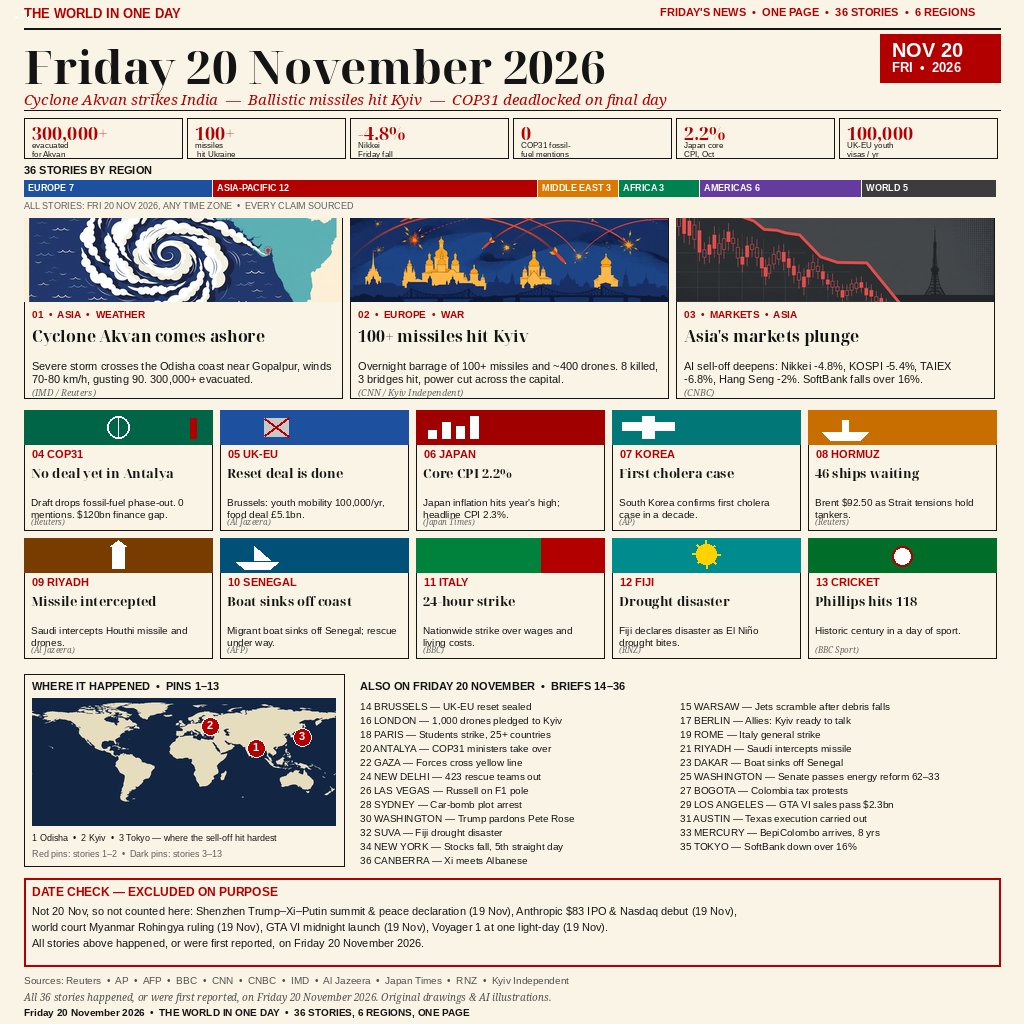 THE WORLD IN ONE DAY
FRIDAY'S NEWS • ONE PAGE • 36 STORIES • 6 REGIONS
Friday 20 November 2026
NOV 20
FRI • 2026
Cyclone Akvan strikes India — Ballistic missiles hit Kyiv — COP31 deadlocked on final day
300,000+
evacuated
for Akvan
100+
missiles
hit Ukraine
-4.8%
Nikkei
Friday fall
0
COP31 fossil-
fuel mentions
2.2%
Japan core
CPI, Oct
100,000
UK-EU youth
visas / yr
36 STORIES BY REGION
EUROPE 7
ASIA-PACIFIC 12
MIDDLE EAST 3
AFRICA 3
AMERICAS 6
WORLD 5
ALL STORIES: FRI 20 NOV 2026, ANY TIME ZONE • EVERY CLAIM SOURCED
01 • ASIA • WEATHER
Cyclone Akvan comes ashore
Severe storm crosses the Odisha coast near Gopalpur, winds
70-80 km/h, gusting 90. 300,000+ evacuated.
(IMD / Reuters)
02 • EUROPE • WAR
100+ missiles hit Kyiv
Overnight barrage of 100+ missiles and ~400 drones. 8 killed,
3 bridges hit, power cut across the capital.
(CNN / Kyiv Independent)
03 • MARKETS • ASIA
Asia's markets plunge
AI sell-off deepens: Nikkei -4.8%, KOSPI -5.4%, TAIEX
-6.8%, Hang Seng -2%. SoftBank falls over 16%.
(CNBC)
04 COP31
No deal yet in Antalya
Draft drops fossil-fuel phase-out. 0
mentions. $120bn finance gap.
(Reuters)
05 UK-EU
Reset deal is done
Brussels: youth mobility 100,000/yr,
food deal £5.1bn.
(Al Jazeera)
06 JAPAN
Core CPI 2.2%
Japan inflation hits year's high;
headline CPI 2.3%.
(Japan Times)
07 KOREA
First cholera case
South Korea confirms first cholera
case in a decade.
(AP)
08 HORMUZ
46 ships waiting
Brent $92.50 as Strait tensions hold
tankers.
(Reuters)
09 RIYADH
Missile intercepted
Saudi intercepts Houthi missile and
drones.
(Al Jazeera)
10 SENEGAL
Boat sinks off coast
Migrant boat sinks off Senegal; rescue
under way.
(AFP)
11 ITALY
24-hour strike
Nationwide strike over wages and
living costs.
(BBC)
12 FIJI
Drought disaster
Fiji declares disaster as El Niño
drought bites.
(RNZ)
13 CRICKET
Phillips hits 118
Historic century in a day of sport.
(BBC Sport)
WHERE IT HAPPENED • PINS 1–13
1
2
3
1 Odisha • 2 Kyiv • 3 Tokyo — where the sell-off hit hardest
Red pins: stories 1–2 • Dark pins: stories 3–13
ALSO ON FRIDAY 20 NOVEMBER • BRIEFS 14–36
14 BRUSSELS — UK-EU reset sealed
15 WARSAW — Jets scramble after debris falls
16 LONDON — 1,000 drones pledged to Kyiv
17 BERLIN — Allies: Kyiv ready to talk
18 PARIS — Students strike, 25+ countries
19 ROME — Italy general strike
20 ANTALYA — COP31 ministers take over
21 RIYADH — Saudi intercepts missile
22 GAZA — Forces cross yellow line
23 DAKAR — Boat sinks off Senegal
24 NEW DELHI — 423 rescue teams out
25 WASHINGTON — Senate passes energy reform 62–33
26 LAS VEGAS — Russell on F1 pole
27 BOGOTA — Colombia tax protests
28 SYDNEY — Car-bomb plot arrest
29 LOS ANGELES — GTA VI sales pass $2.3bn
30 WASHINGTON — Trump pardons Pete Rose
31 AUSTIN — Texas execution carried out
32 SUVA — Fiji drought disaster
33 MERCURY — BepiColombo arrives, 8 yrs
34 NEW YORK — Stocks fall, 5th straight day
35 TOKYO — SoftBank down over 16%
36 CANBERRA — Xi meets Albanese
DATE CHECK — EXCLUDED ON PURPOSE
Not 20 Nov, so not counted here: Shenzhen Trump–Xi–Putin summit & peace declaration (19 Nov), Anthropic $83 IPO & Nasdaq debut (19 Nov),
world court Myanmar Rohingya ruling (19 Nov), GTA VI midnight launch (19 Nov), Voyager 1 at one light-day (19 Nov).
All stories above happened, or were first reported, on Friday 20 November 2026.
Sources: Reuters • AP • AFP • BBC • CNN • CNBC • IMD • Al Jazeera • Japan Times • RNZ • Kyiv Independent
All 36 stories happened, or were first reported, on Friday 20 November 2026. Original drawings & AI illustrations.
Friday 20 November 2026 • THE WORLD IN ONE DAY • 36 STORIES, 6 REGIONS, ONE PAGE